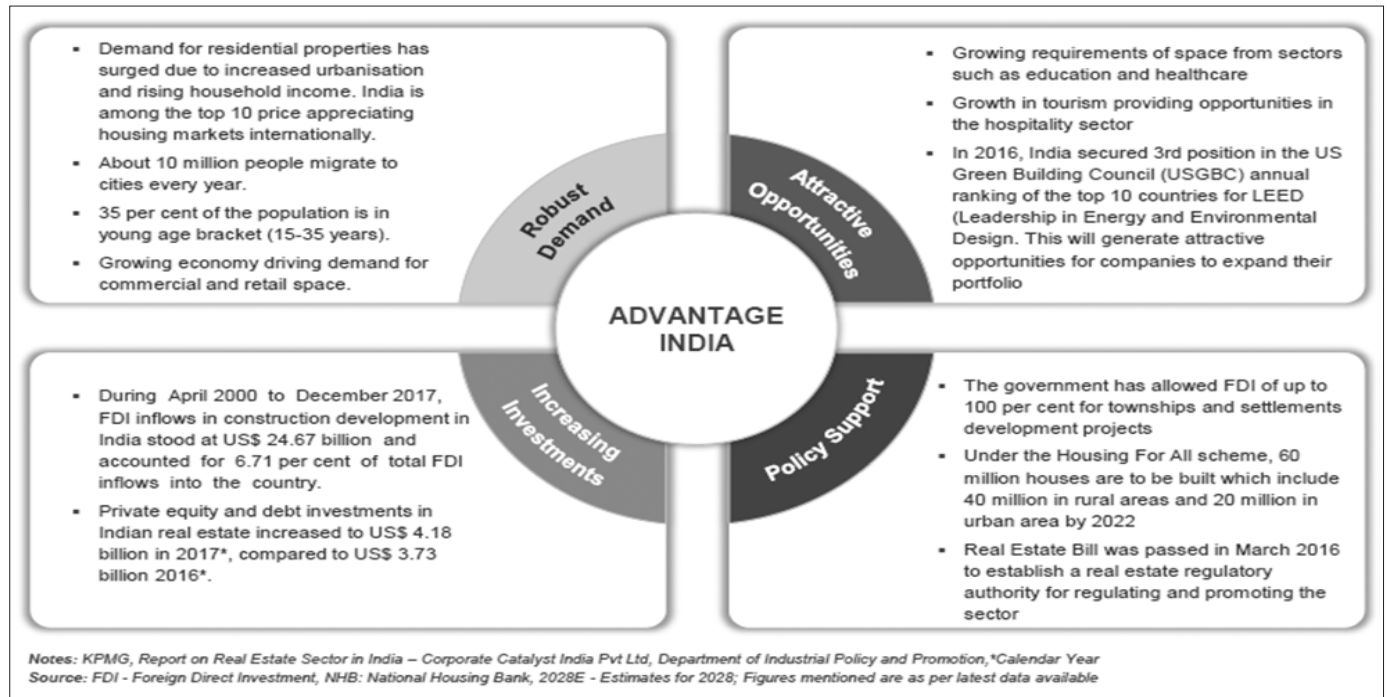 ▪ Demand for residential properties has
surged due to increased urbanisation
and rising household income. India is
among the top 10 price appreciating
housing markets internationally.
▪ About 10 million people migrate to
cities every year.
▪ 35 per cent of the population is in
young age bracket (15-35 years).
▪ Growing economy driving demand for
commercial and retail space.
Robust
Demand
▪ Growing requirements of space from sectors
such as education and healthcare
▪ Growth in tourism providing opportunities in
the hospitality sector
▪ In 2016, India secured 3rd position in the US
Green Building Council (USGBC) annual
ranking of the top 10 countries for LEED
(Leadership in Energy and Environmental
Design. This will generate attractive
opportunities for companies to expand their
portfolio
Attractive
Opportunities
ADVANTAGE
INDIA
▪ During April 2000 to December 2017,
FDI inflows in construction development in
India stood at US$ 24.67 billion and
accounted for 6.71 per cent of total FDI
inflows into the country.
▪ Private equity and debt investments in
Indian real estate increased to US$ 4.18
billion in 2017*, compared to US$ 3.73
billion 2016*.
Increasing
Investments
▪ The government has allowed FDI of up to
100 per cent for townships and settlements
development projects
▪ Under the Housing For All scheme, 60
million houses are to be built which include
40 million in rural areas and 20 million in
urban area by 2022
▪ Real Estate Bill was passed in March 2016
to establish a real estate regulatory
authority for regulating and promoting the
sector
Policy Support
Notes: KPMG, Report on Real Estate Sector in India – Corporate Catalyst India Pvt Ltd, Department of Industrial Policy and Promotion,*Calendar Year
Source: FDI - Foreign Direct Investment, NHB: National Housing Bank, 2028E - Estimates for 2028; Figures mentioned are as per latest data available